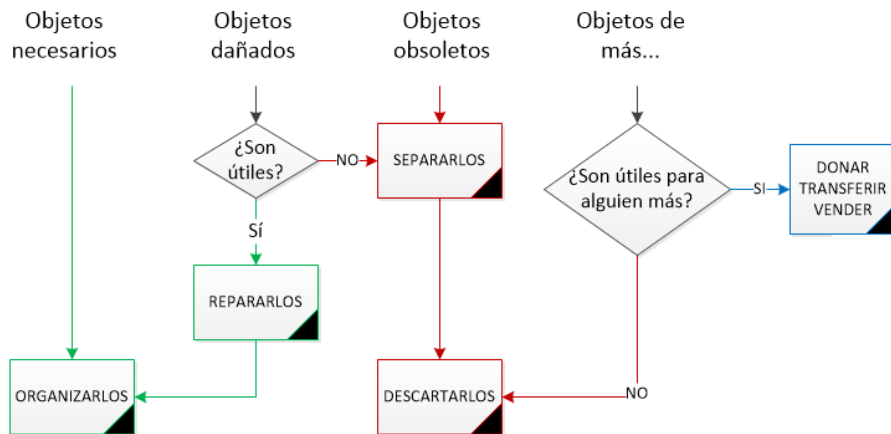 Objetos
necesarios
Objetos
dañados
Objetos
obsoletos
Objetos de
más...
¿Son
útiles?
NO
SEPARARLOS
¿Son útiles para
alguien más?
SI
DONAR
TRANSFERIR
VENDER
Sí
REPARARLOS
ORGANIZARLOS
DESCARTARLOS
NO